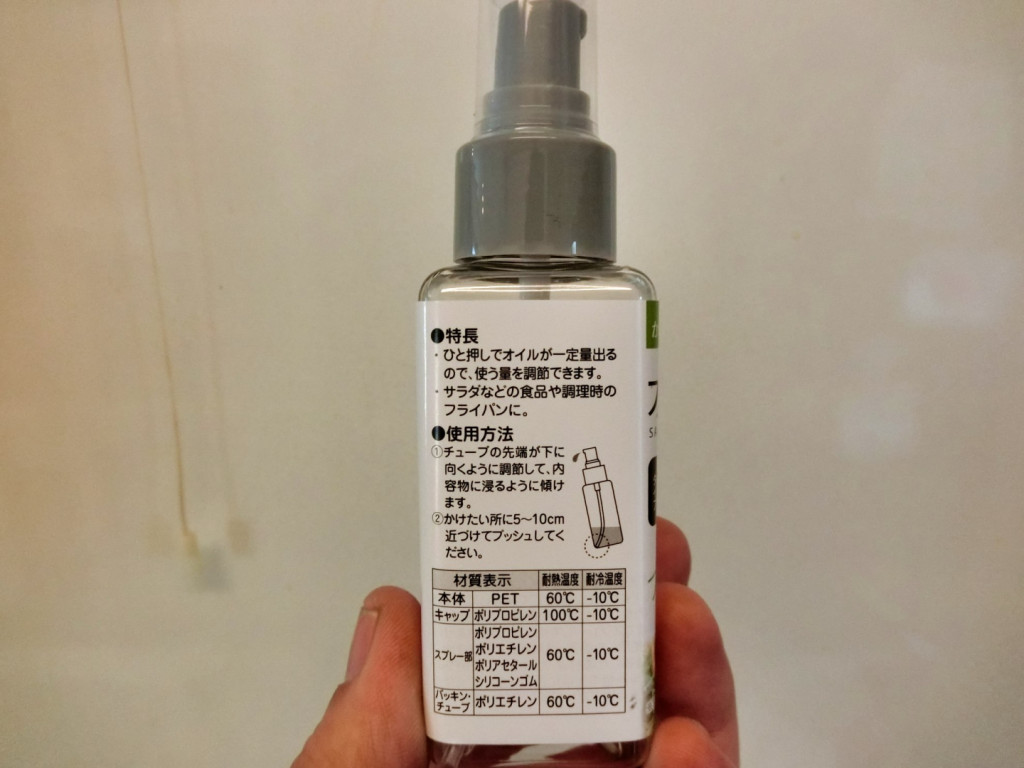 ●特長
・ひと押しでオイルが一定量出る
ので、使う量を調節できます。
・サラダなどの食品や調理時の
フライパンに。
●使用方法
①チューブの先端が下に
向くように調節して、内
容物に浸るように傾け
ます。
②かけたい所に5〜10cm
近づけてプッシュしてく
ださい。
材質表示 耐熱温度 耐冷温度
本体 PET 60℃ -10℃
キャップ ポリプロピレン 100℃ -10℃
スプレー部 ポリプロピレン
ポリエチレン
ポリアセタール
シリコーンゴム 60℃ -10℃
パッキン・
チューブ ポリエチレン 60℃ -10℃